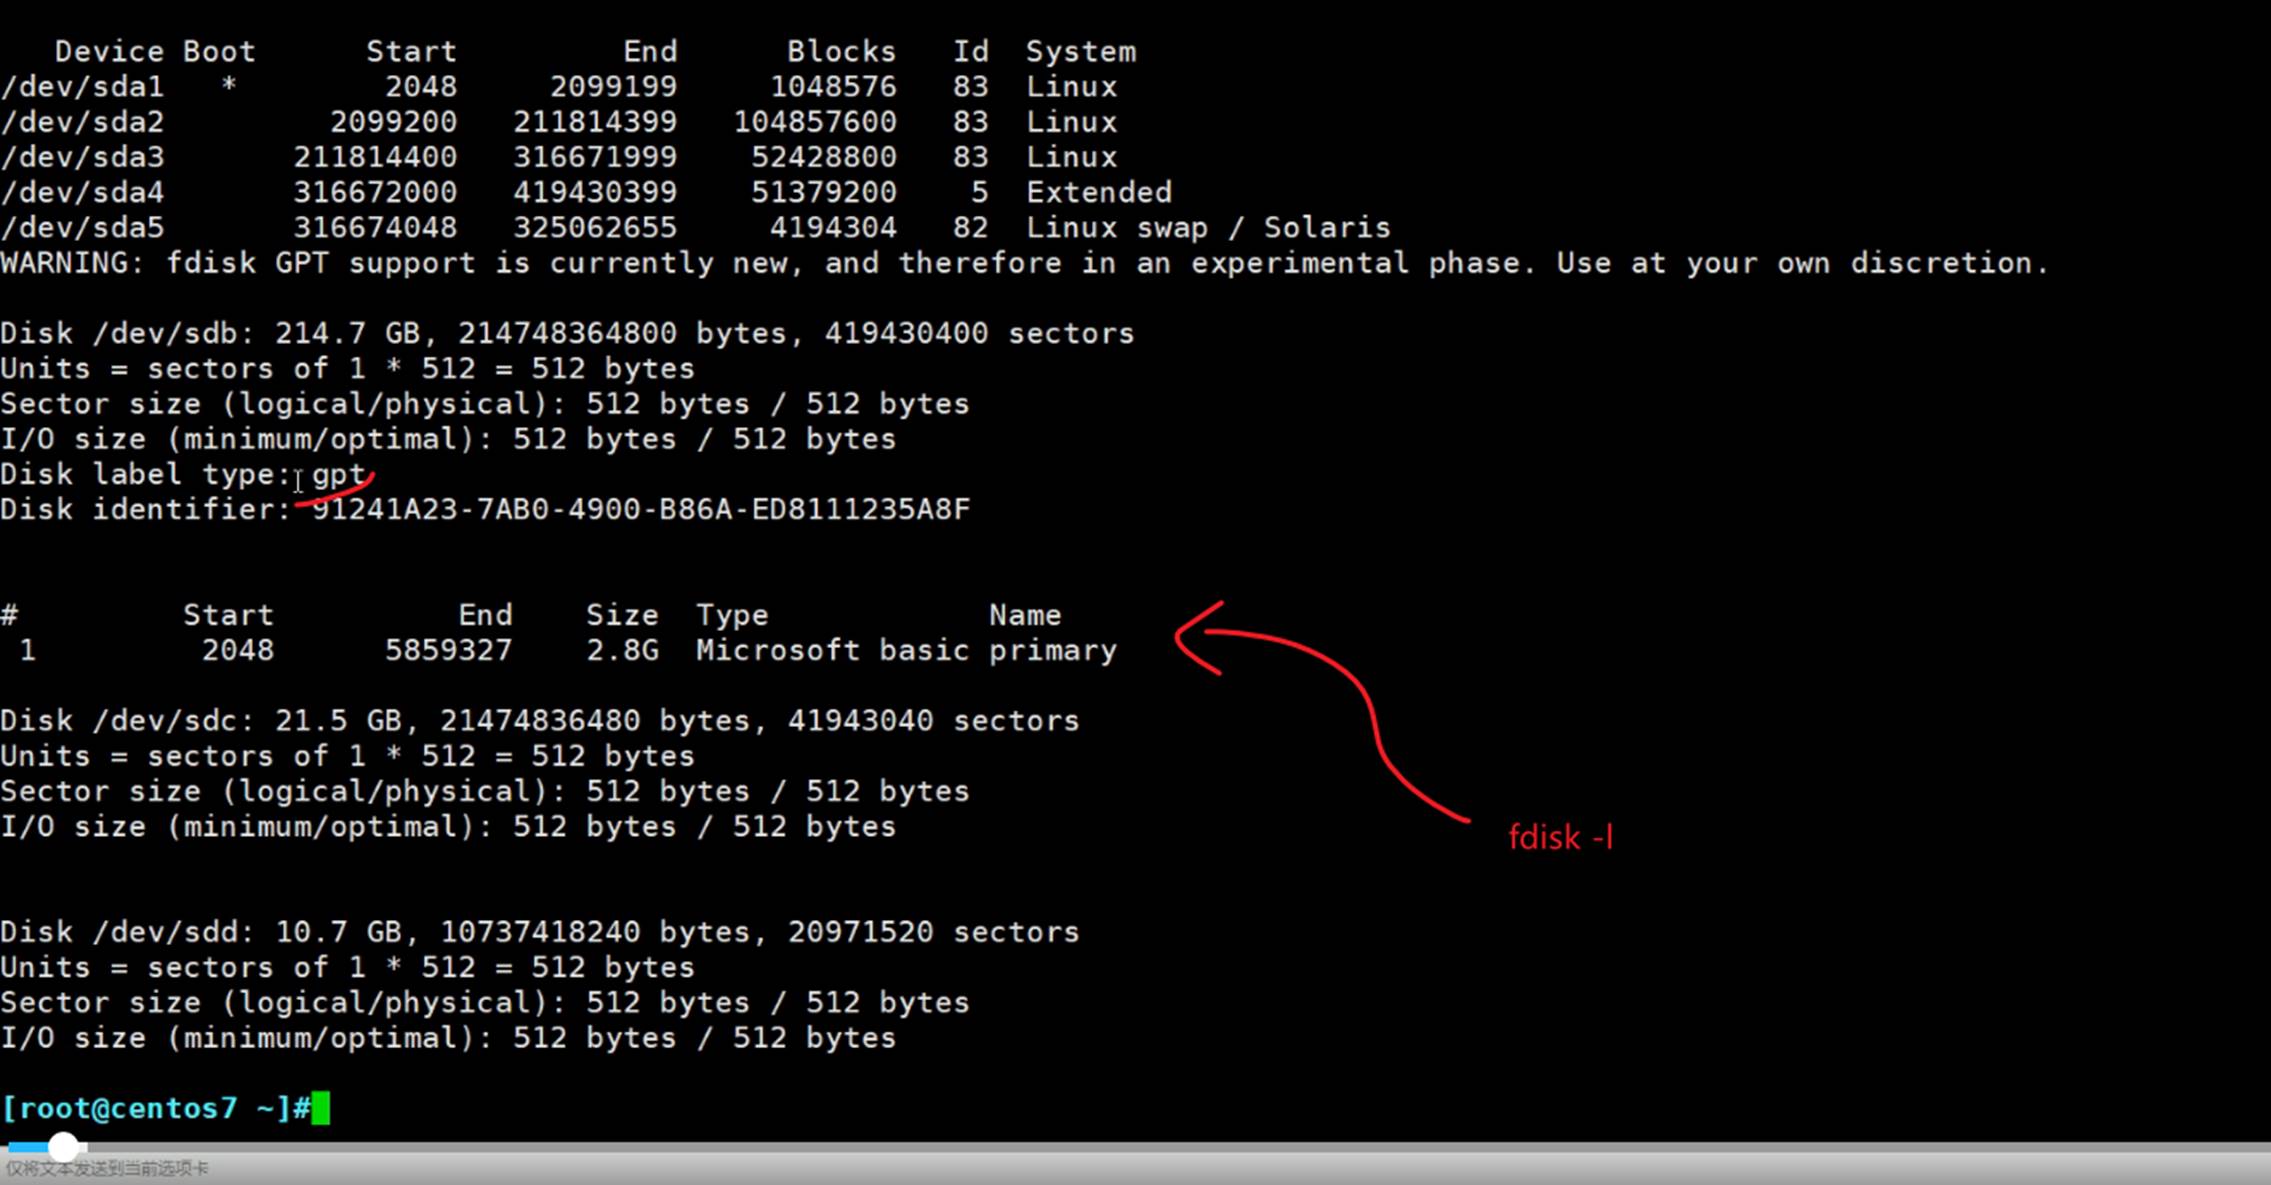 Device Boot      Start         End      Blocks   Id  System
/dev/sda1   *        2048     2099199     1048576   83  Linux
/dev/sda2         2099200   211814399   104857600   83  Linux
/dev/sda3       211814400   316671999    52428800   83  Linux
/dev/sda4       316672000   419430399    51379200    5  Extended
/dev/sda5       316674048   325062655     4194304   82  Linux swap / Solaris
WARNING: fdisk GPT support is currently new, and therefore in an experimental phase. Use at your own discretion.
Disk /dev/sdb: 214.7 GB, 214748364800 bytes, 419430400 sectors
Units = sectors of 1 * 512 = 512 bytes
Sector size (logical/physical): 512 bytes / 512 bytes
I/O size (minimum/optimal): 512 bytes / 512 bytes
Disk label type: gpt
Disk identifier: 91241A23-7AB0-4900-B86A-ED8111235A8F
#         Start          End    Size  Type            Name
1         2048      5859327    2.8G  Microsoft basic primary
Disk /dev/sdc: 21.5 GB, 21474836480 bytes, 41943040 sectors
Units = sectors of 1 * 512 = 512 bytes
Sector size (logical/physical): 512 bytes / 512 bytes
I/O size (minimum/optimal): 512 bytes / 512 bytes
fdisk -l
Disk /dev/sdd: 10.7 GB, 10737418240 bytes, 20971520 sectors
Units = sectors of 1 * 512 = 512 bytes
Sector size (logical/physical): 512 bytes / 512 bytes
I/O size (minimum/optimal): 512 bytes / 512 bytes
[root@centos7 ~]#
仅将文本发送到当前选项卡